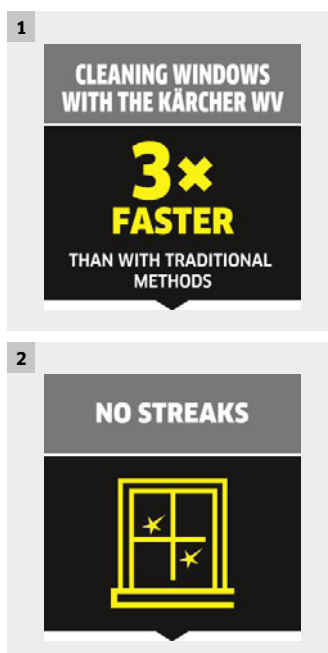 1
CLEANING WINDOWS
WITH THE KÄRCHER WV
3×
FASTER
THAN WITH TRADITIONAL
METHODS
2
NO STREAKS